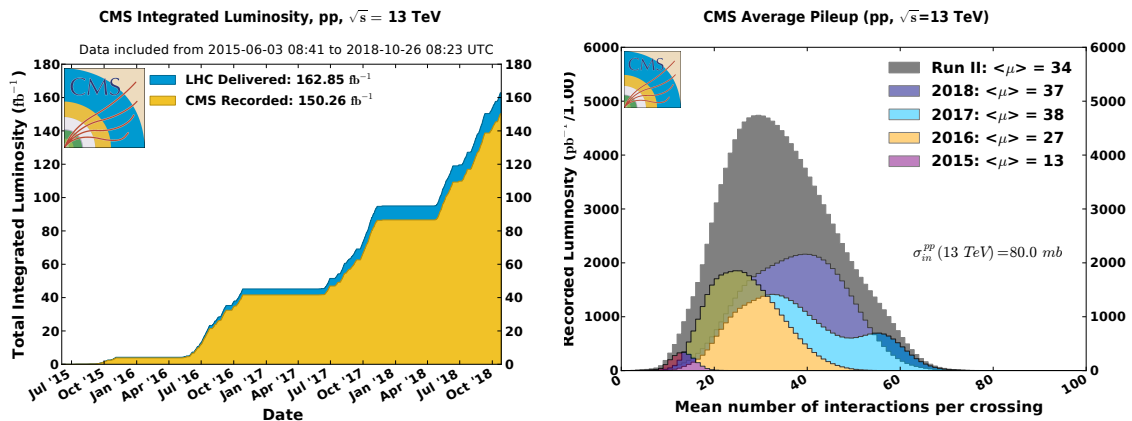 CMS Integrated Luminosity, pp, √s = 13 TeV
Data included from 2015-06-03 08:41 to 2018-10-26 08:23 UTC
CMS
LHC Delivered: 162.85 fb⁻¹
CMS Recorded: 150.26 fb⁻¹
Total Integrated Luminosity (fb⁻¹)
180
160
140
120
100
80
60
40
20
0
180
160
140
120
100
80
60
40
20
0
Jul '15
Oct '15
Jan '16
Apr '16
Jul '16
Oct '16
Jan '17
Apr '17
Jul '17
Oct '17
Jan '18
Apr '18
Jul '18
Oct '18
Date
CMS Average Pileup (pp, √s=13 TeV)
CMS
Run II: <μ> = 34
2018: <μ> = 37
2017: <μ> = 38
2016: <μ> = 27
2015: <μ> = 13
σ_in^pp(13 TeV)=80.0 mb
Recorded Luminosity (pb⁻¹/1.00)
6000
5000
4000
3000
2000
1000
0
6000
5000
4000
3000
2000
1000
0
0
20
40
60
80
100
Mean number of interactions per crossing